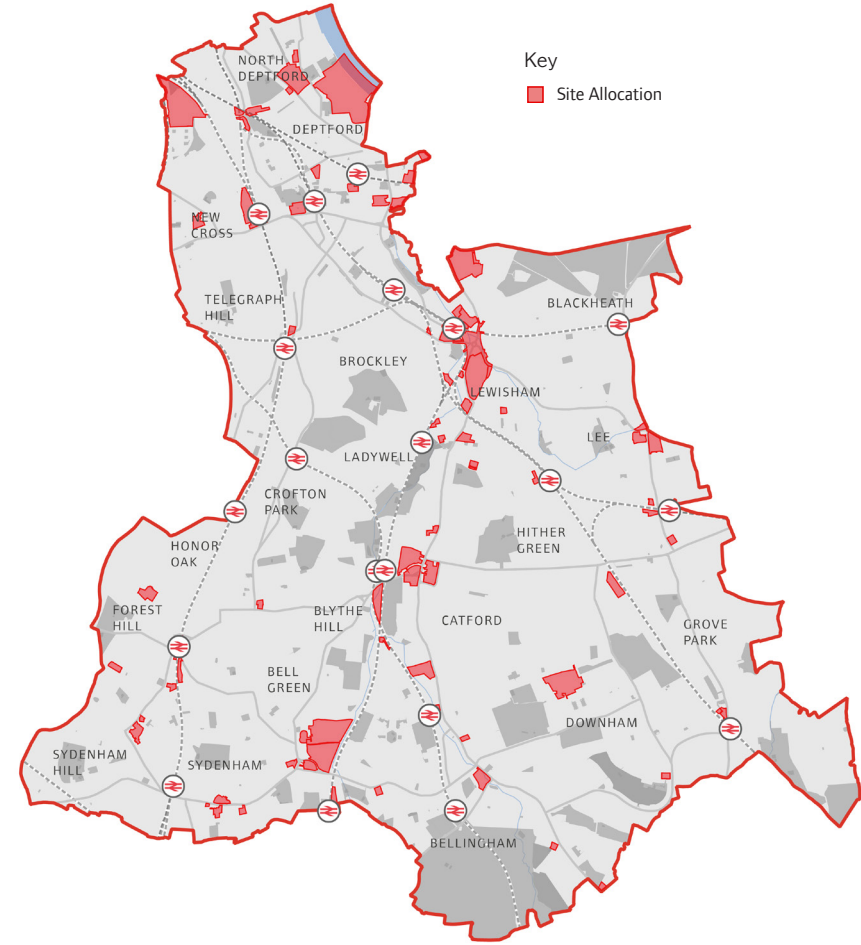 Key
Site Allocation
NORTH
DEPTFORD
DEPTFORD
NEW
CROSS
TELEGRAPH
HILL
BLACKHEATH
BROCKLEY
LEWISHAM
LEE
LADYWELL
CROFTON
PARK
HONOR
OAK
HITHER
GREEN
FOREST
HILL
BLYTHE
HILL
CATFORD
GROVE
PARK
BELL
GREEN
DOWNHAM
SYDENHAM
HILL
SYDENHAM
BELLINGHAM